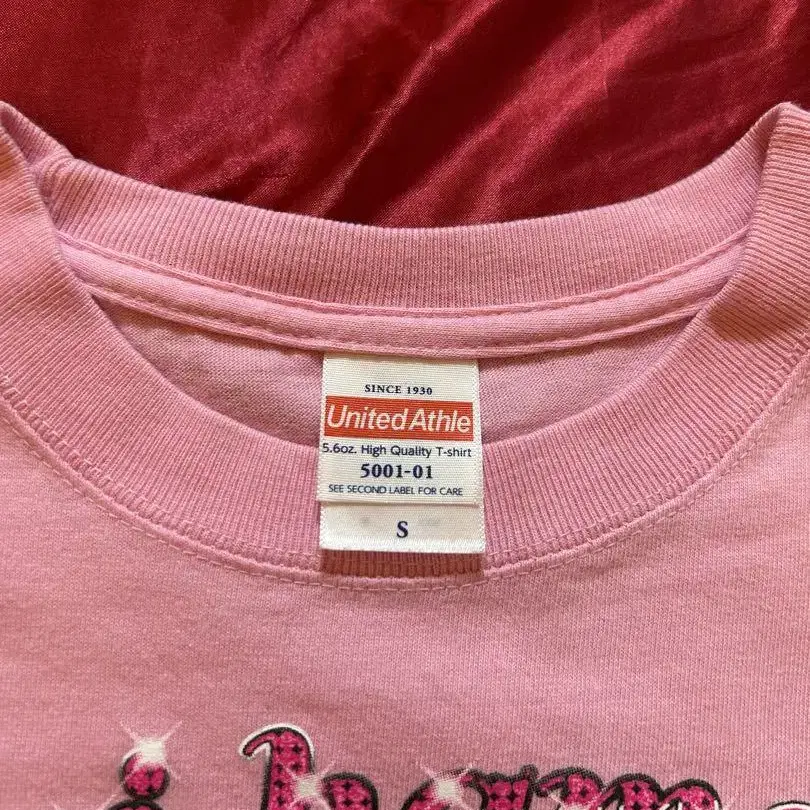 SINCE 1930
United Athle
5.6oz. High Quality T-shirt
5001-01
SEE SECOND LABEL FOR CARE
S